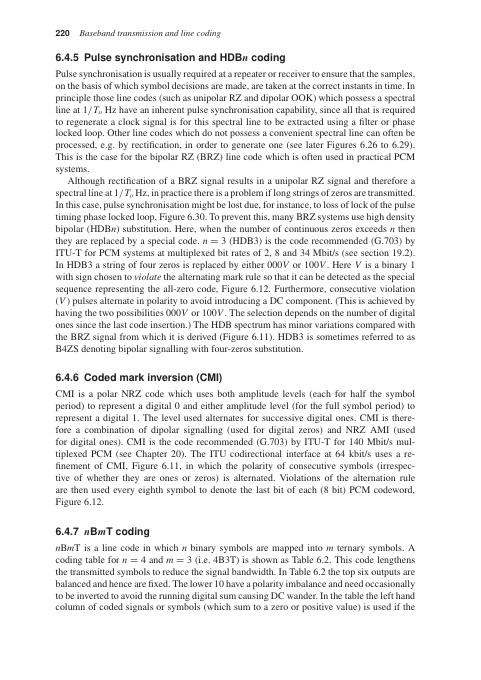 220 Baseband transmission and line coding
6.4.5 Pulse synchronisation and HDBn coding
Pulse synchronisation is usually required at a repeater or receiver to ensure that the samples,
on the basis of which symbol decisions are made, are taken at the correct instants in time. In
principle those line codes (such as unipolar RZ and dipolar OOK) which possess a spectral
line at 1/Tₒ Hz have an inherent pulse synchronisation capability, since all that is required
to regenerate a clock signal is for this spectral line to be extracted using a filter or phase
locked loop. Other line codes which do not possess a convenient spectral line can often be
processed, e.g. by rectification, in order to generate one (see later Figures 6.26 to 6.29).
This is the case for the bipolar RZ (BRZ) line code which is often used in practical PCM
systems.
Although rectification of a BRZ signal results in a unipolar RZ signal and therefore a
spectral line at 1/Tₒ Hz, in practice there is a problem if long strings of zeros are transmitted.
In this case, pulse synchronisation might be lost due, for instance, to loss of lock of the pulse
timing phase locked loop, Figure 6.30. To prevent this, many BRZ systems use high density
bipolar (HDBn) substitution. Here, when the number of continuous zeros exceeds n then
they are replaced by a special code. n = 3 (HDB3) is the code recommended (G.703) by
ITU-T for PCM systems at multiplexed bit rates of 2, 8 and 34 Mbit/s (see section 19.2).
In HDB3 a string of four zeros is replaced by either 000V or 100V. Here V is a binary 1
with sign chosen to violate the alternating mark rule so that it can be detected as the special
sequence representing the all-zero code, Figure 6.12. Furthermore, consecutive violation
(V) pulses alternate in polarity to avoid introducing a DC component. (This is achieved by
having the two possibilities 000V or 100V. The selection depends on the number of digital
ones since the last code insertion.) The HDB spectrum has minor variations compared with
the BRZ signal from which it is derived (Figure 6.11). HDB3 is sometimes referred to as
B4ZS denoting bipolar signalling with four-zeros substitution.
6.4.6 Coded mark inversion (CMI)
CMI is a polar NRZ code which uses both amplitude levels (each for half the symbol
period) to represent a digital 0 and either amplitude level (for the full symbol period) to
represent a digital 1. The level used alternates for successive digital ones. CMI is there-
fore a combination of dipolar signalling (used for digital zeros) and NRZ AMI (used
for digital ones). CMI is the code recommended (G.703) by ITU-T for 140 Mbit/s mul-
tiplexed PCM (see Chapter 20). The ITU codirectional interface at 64 kbit/s uses a re-
finement of CMI, Figure 6.11, in which the polarity of consecutive symbols (irrespec-
tive of whether they are ones or zeros) is alternated. Violations of the alternation rule
are then used every eighth symbol to denote the last bit of each (8 bit) PCM codeword,
Figure 6.12.
6.4.7 nBmT coding
nBmT is a line code in which n binary symbols are mapped into m ternary symbols. A
coding table for n = 4 and m = 3 (i.e. 4B3T) is shown as Table 6.2. This code lengthens
the transmitted symbols to reduce the signal bandwidth. In Table 6.2 the top six outputs are
balanced and hence are fixed. The lower 10 have a polarity imbalance and need occasionally
to be inverted to avoid the running digital sum causing DC wander. In the table the left hand
column of coded signals or symbols (which sum to a zero or positive value) is used if the